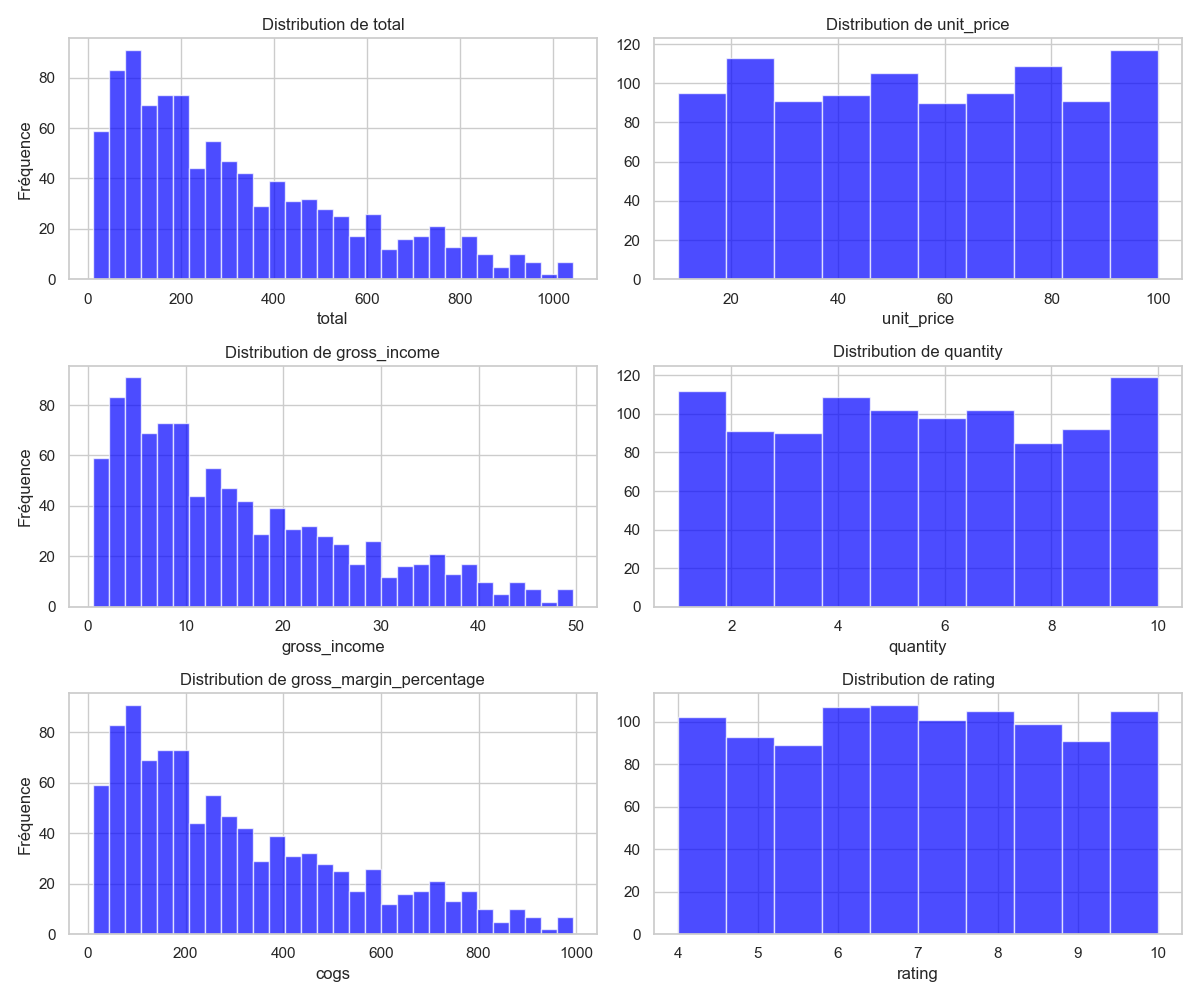 Distribution de total
Fréquence
80
60
40
20
0
0 200 400 600 800 1000
total
Distribution de unit_price
120
100
80
60
40
20
0
20 40 60 80 100
unit_price
Distribution de gross_income
Fréquence
80
60
40
20
0
0 10 20 30 40 50
gross_income
Distribution de quantity
120
100
80
60
40
20
0
2 4 6 8 10
quantity
Distribution de gross_margin_percentage
Fréquence
80
60
40
20
0
0 200 400 600 800 1000
cogs
Distribution de rating
100
80
60
40
20
0
4 5 6 7 8 9 10
rating